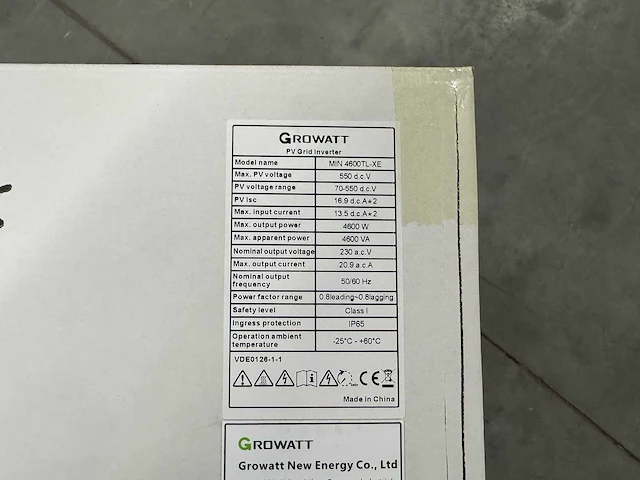 GROWATT
PV Grid Inverter
Model name MIN 4600TL-XE
Max. PV voltage 550 d.c.V
PV voltage range 70-550 d.c.V
PV Isc 16.9 d.c.A*2
Max. input current 13.5 d.c.A*2
Max. output power 4600 W
Max. apparent power 4600 VA
Nominal output voltage 230 a.c.V
Max. output current 20.9 a.c.A
Nominal output
frequency 50/60 Hz
Power factor range 0.8leading~0.8lagging
Safety level Class I
Ingress protection IP65
Operation ambient
temperature -25°C - +60°C
VDE0126-1-1
CE
Made in China
GROWATT
Growatt New Energy Co., Ltd